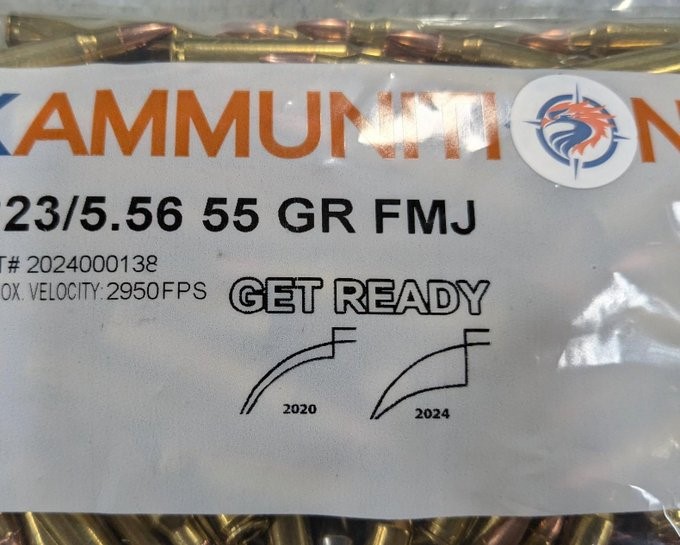 AMMUNITION
23/5.56 55 GR FMJ
T# 2024000138
OX. VELOCITY: 2950FPS
GET READY
2020
2024